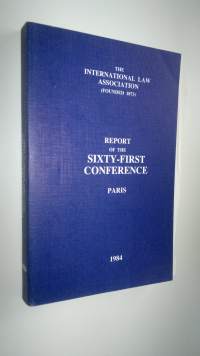 THE
INTERNATIONAL LAW
ASSOCIATION
(FOUNDED 1873)
REPORT
OF THE
SIXTY-FIRST
CONFERENCE
PARIS
1984